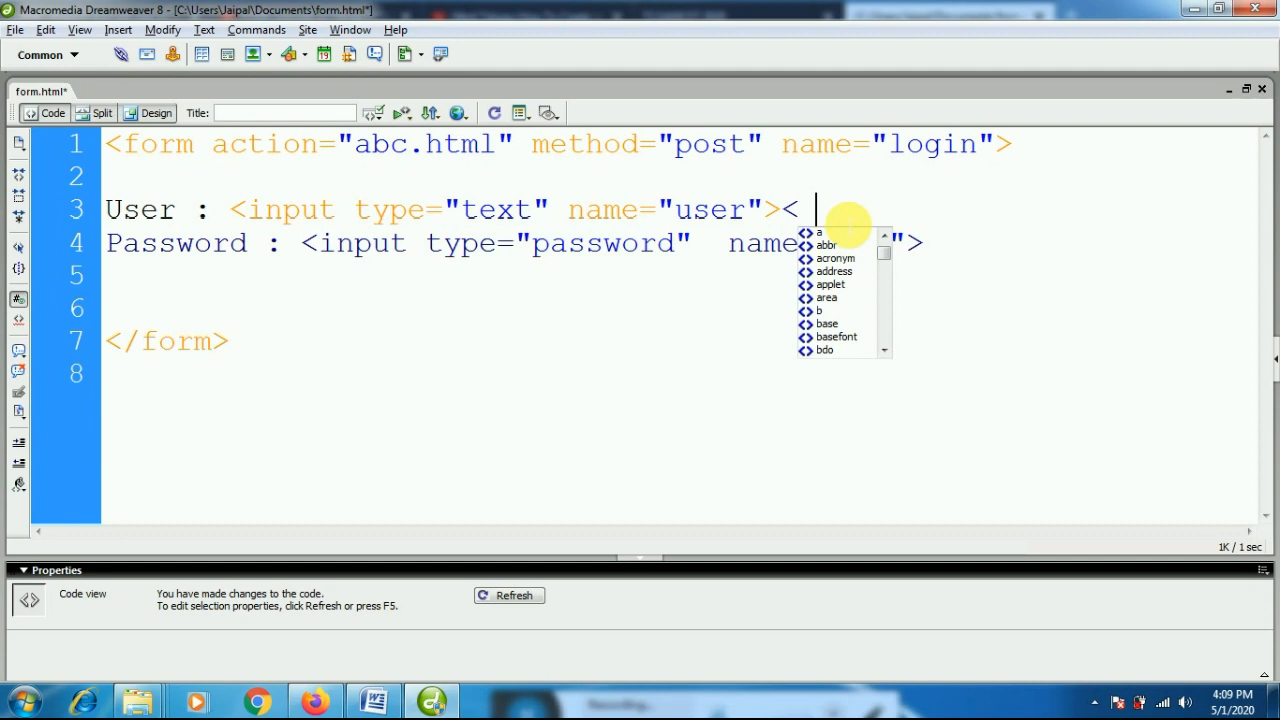 Macromedia Dreamweaver 8 - [C:\Users\Jaipal\Documents\form.html*]
File Edit View Insert Modify Text Commands Site Window Help
Common
form.html*
Code Split Design Title:
1 <form action="abc.html" method="post" name="login">
2
3 User : <input type="text" name="user"><
4 Password : <input type="password" name ">
a
abbr
acronym
address
applet
area
b
base
basefont
bdo
5
6
7 </form>
8
1K / 1 sec
Properties
Code view
You have made changes to the code.
To edit selection properties, click Refresh or press F5.
Refresh
Recording...
4:09 PM
5/1/2020